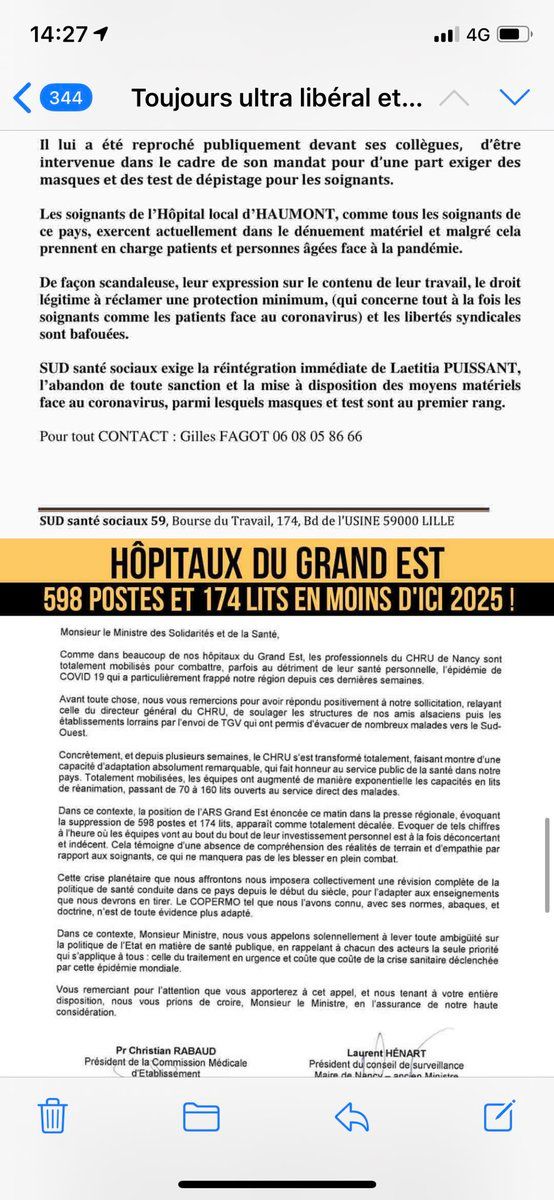 14:27
4G
344
Toujours ultra libéral et...
Il lui a été reproché publiquement devant ses collègues, d'être
intervenue dans le cadre de son mandat pour d'une part exiger des
masques et des test de dépistage pour les soignants.
Les soignants de l'Hôpital local d'HAUMONT, comme tous les soignants de
ce pays, exercent actuellement dans le dénuement matériel et malgré cela
prennent en charge patients et personnes âgées face à la pandémie.
De façon scandaleuse, leur expression sur le contenu de leur travail, le droit
légitime à réclamer une protection minimum, (qui concerne tout à la fois les
soignants comme les patients face au coronavirus) et les libertés syndicales
sont bafouées.
SUD santé sociaux exige la réintégration immédiate de Laetitia PUISSANT,
l'abandon de toute sanction et la mise à disposition des moyens matériels
face au coronavirus, parmi lesquels masques et test sont au premier rang.
Pour tout CONTACT : Gilles FAGOT 06 08 05 86 66
SUD santé sociaux 59, Bourse du Travail, 174, Bd de l'USINE 59000 LILLE
HÔPITAUX DU GRAND EST
598 POSTES ET 174 LITS EN MOINS D'ICI 2025 !
Monsieur le Ministre des Solidarités et de la Santé,
Comme dans beaucoup de nos hôpitaux du Grand Est, les professionnels du CHRU de Nancy sont
totalement mobilisés pour combattre, parfois au détriment de leur santé personnelle, l'épidémie de
COVID 19 qui a particulièrement frappé notre région depuis ces dernières semaines.
Avant toute chose, nous vous remercions pour avoir répondu positivement à notre sollicitation, relayant
celle du directeur général du CHRU, de soulager les structures de nos amis alsaciens puis les
établissements lorrains par l'envoi de TGV qui ont permis d'évacuer de nombreux malades vers le Sud-
Ouest.
Concrètement, et depuis plusieurs semaines, le CHRU s'est transformé totalement, faisant montre d'une
capacité d'adaptation absolument remarquable, qui fait honneur au service public de la santé dans notre
pays. Totalement mobilisées, les équipes ont augmenté de manière exponentielle les capacités en lits
de réanimation, passant de 70 à 160 lits ouverts au service direct des malades.
Dans ce contexte, la position de l'ARS Grand Est énoncée ce matin dans la presse régionale, évoquant
la suppression de 598 postes et 174 lits, apparaît comme totalement décalée. Evoquer de tels chiffres
à l'heure où les équipes vont au bout du bout de leur investissement personnel est à la fois déconcertant
et indécent. Cela témoigne d'une absence de compréhension des réalités de terrain et d'empathie par
rapport aux soignants, ce qui ne manquera pas de les blesser en plein combat.
Cette crise planétaire que nous affrontons nous imposera collectivement une révision complète de la
politique de santé conduite dans ce pays depuis le début du siècle, pour l'adapter aux enseignements
que nous devrons en tirer. Le COPERMO tel que nous l'avons connu, avec ses normes, abaques, et
doctrine, n'est de toute évidence plus adapté.
Dans ce contexte, Monsieur Ministre, nous vous appelons solennellement à lever toute ambiguïté sur
la politique de l'Etat en matière de santé publique, en rappelant à chacun des acteurs la seule priorité
qui s'applique à tous : celle du traitement en urgence et coûte que coûte de la crise sanitaire déclenchée
par cette épidémie mondiale.
Vous remerciant pour l'attention que vous apporterez à cet appel, et nous tenant à votre entière
disposition, nous vous prions de croire, Monsieur le Ministre, en l'assurance de notre haute
considération.
Pr Christian RABAUD
Président de la Commission Médicale
d'Etablissement
Laurent HÉNART
Président du conseil de surveillance
Maire de Nancy – ancien Ministre